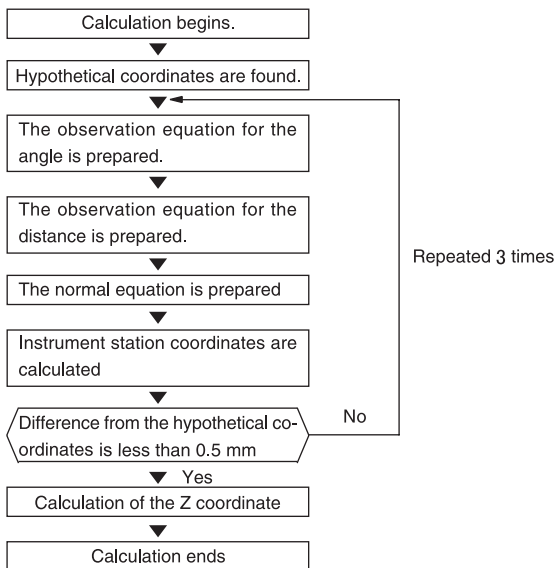 Calculation begins.
Hypothetical coordinates are found.
The observation equation for the
angle is prepared.
The observation equation for the
distance is prepared.
Repeated 3 times
The normal equation is prepared
Instrument station coordinates are
calculated
Difference from the hypothetical co-
ordinates is less than 0.5 mm
No
Yes
Calculation of the Z coordinate
Calculation ends